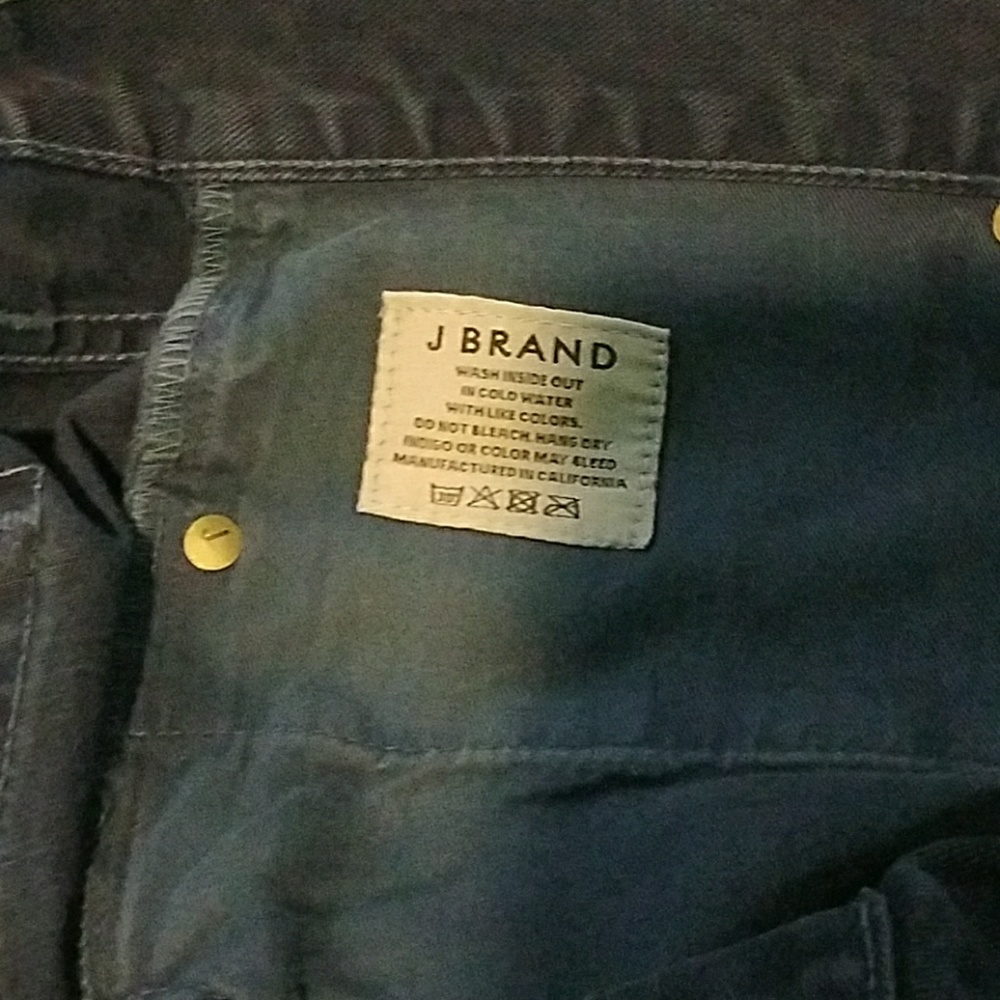 J BRAND
WASH INSIDE OUT
IN COLD WATER
WITH LIKE COLORS.
DO NOT BLEACH. HANG DRY
INDIGO OR COLOR MAY BLEED
MANUFACTURED IN CALIFORNIA